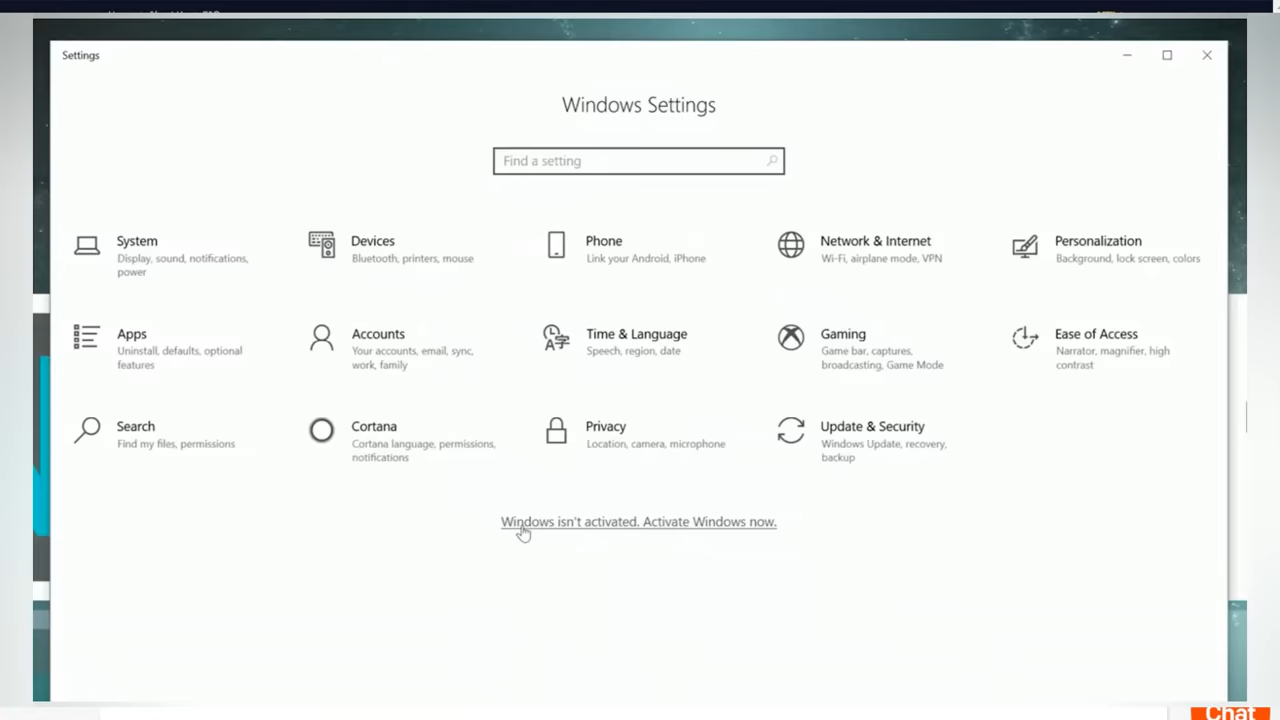 Settings
Windows Settings
Find a setting
System
Display, sound, notifications,
power
Devices
Bluetooth, printers, mouse
Phone
Link your Android, iPhone
Network & Internet
Wi-Fi, airplane mode, VPN
Personalization
Background, lock screen, colors
Apps
Uninstall, defaults, optional
features
Accounts
Your accounts, email, sync,
work, family
Time & Language
Speech, region, date
Gaming
Game bar, captures,
broadcasting, Game Mode
Ease of Access
Narrator, magnifier, high
contrast
Search
Find my files, permissions
Cortana
Cortana language, permissions,
notifications
Privacy
Location, camera, microphone
Update & Security
Windows Update, recovery,
backup
Windows isn't activated. Activate Windows now.
Chat